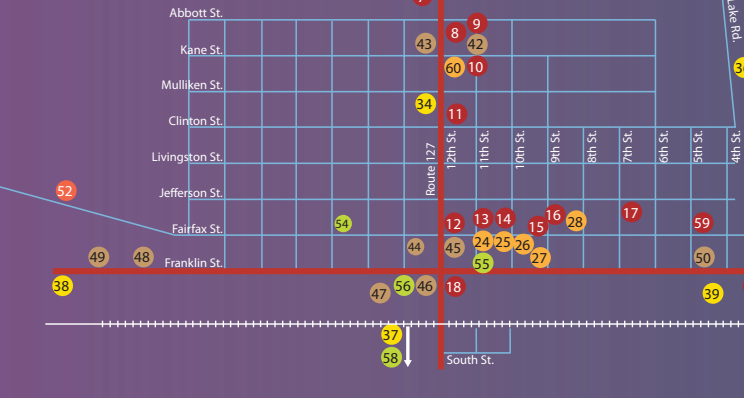 Abbott St.
9
8
Lake Rd.
43
42
Kane St.
60
10
Mulliken St.
34
11
Clinton St.
Route 127
12th St.
11th St.
10th St.
9th St.
8th St.
7th St.
6th St.
5th St.
4th St.
Livingston St.
52
Jefferson St.
54
12
13
14
15
16
28
17
59
Fairfax St.
44
45
24
25
26
27
55
49
48
50
Franklin St.
38
47
56
46
18
39
37
58
South St.